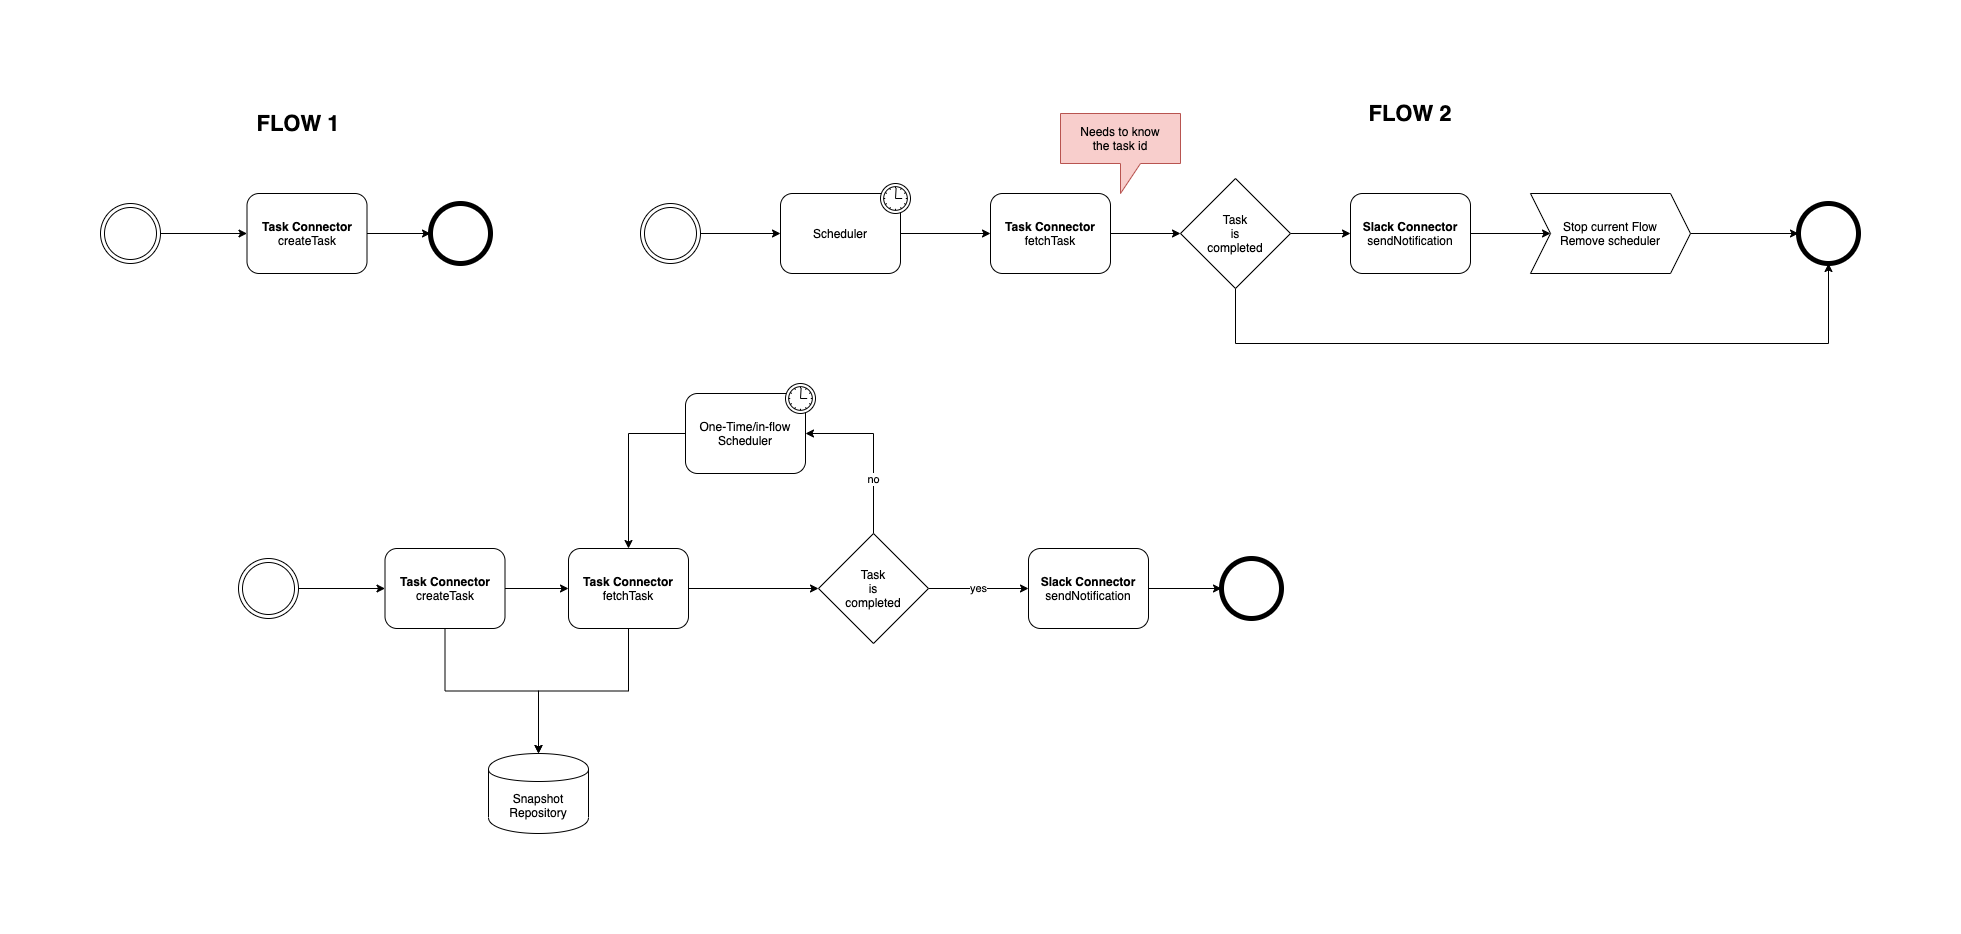 FLOW 1
FLOW 2
Needs to know
the task id
Task Connector
createTask
Scheduler
Task Connector
fetchTask
Task
is
completed
Slack Connector
sendNotification
Stop current Flow
Remove scheduler
One-Time/in-flow
Scheduler
no
Task Connector
createTask
Task Connector
fetchTask
Task
is
completed
yes
Slack Connector
sendNotification
Snapshot
Repository